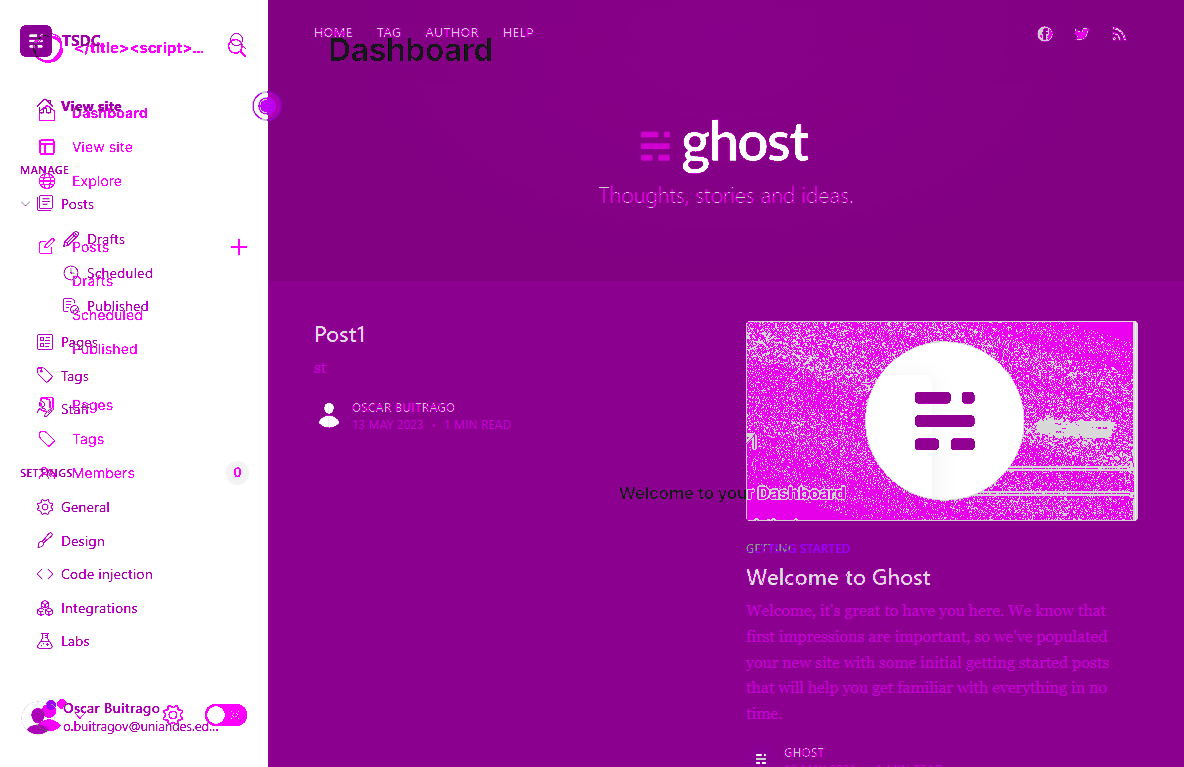 TSDC
</title><script>...
View site
Dashboard
View site
MANAGE
Explore
Posts
Drafts
Posts
Scheduled
Drafts
Published
Scheduled
Pages
Published
Tags
Staff
Pages
Tags
SETTINGS
Members
0
General
Design
Code injection
Integrations
Labs
Oscar Buitrago
o.buitragov@uniandes.ed...
HOME TAG AUTHOR HELP
Dashboard
ghost
Thoughts, stories and ideas.
Post1
st
OSCAR BUITRAGO
13 MAY 2023 • 1 MIN READ
Welcome to your Dashboard
GETTING STARTED
Welcome to Ghost
Welcome, it's great to have you here. We know that
first impressions are important, so we've populated
your new site with some initial getting started posts
that will help you get familiar with everything in no
time.
GHOST
1 MIN READ